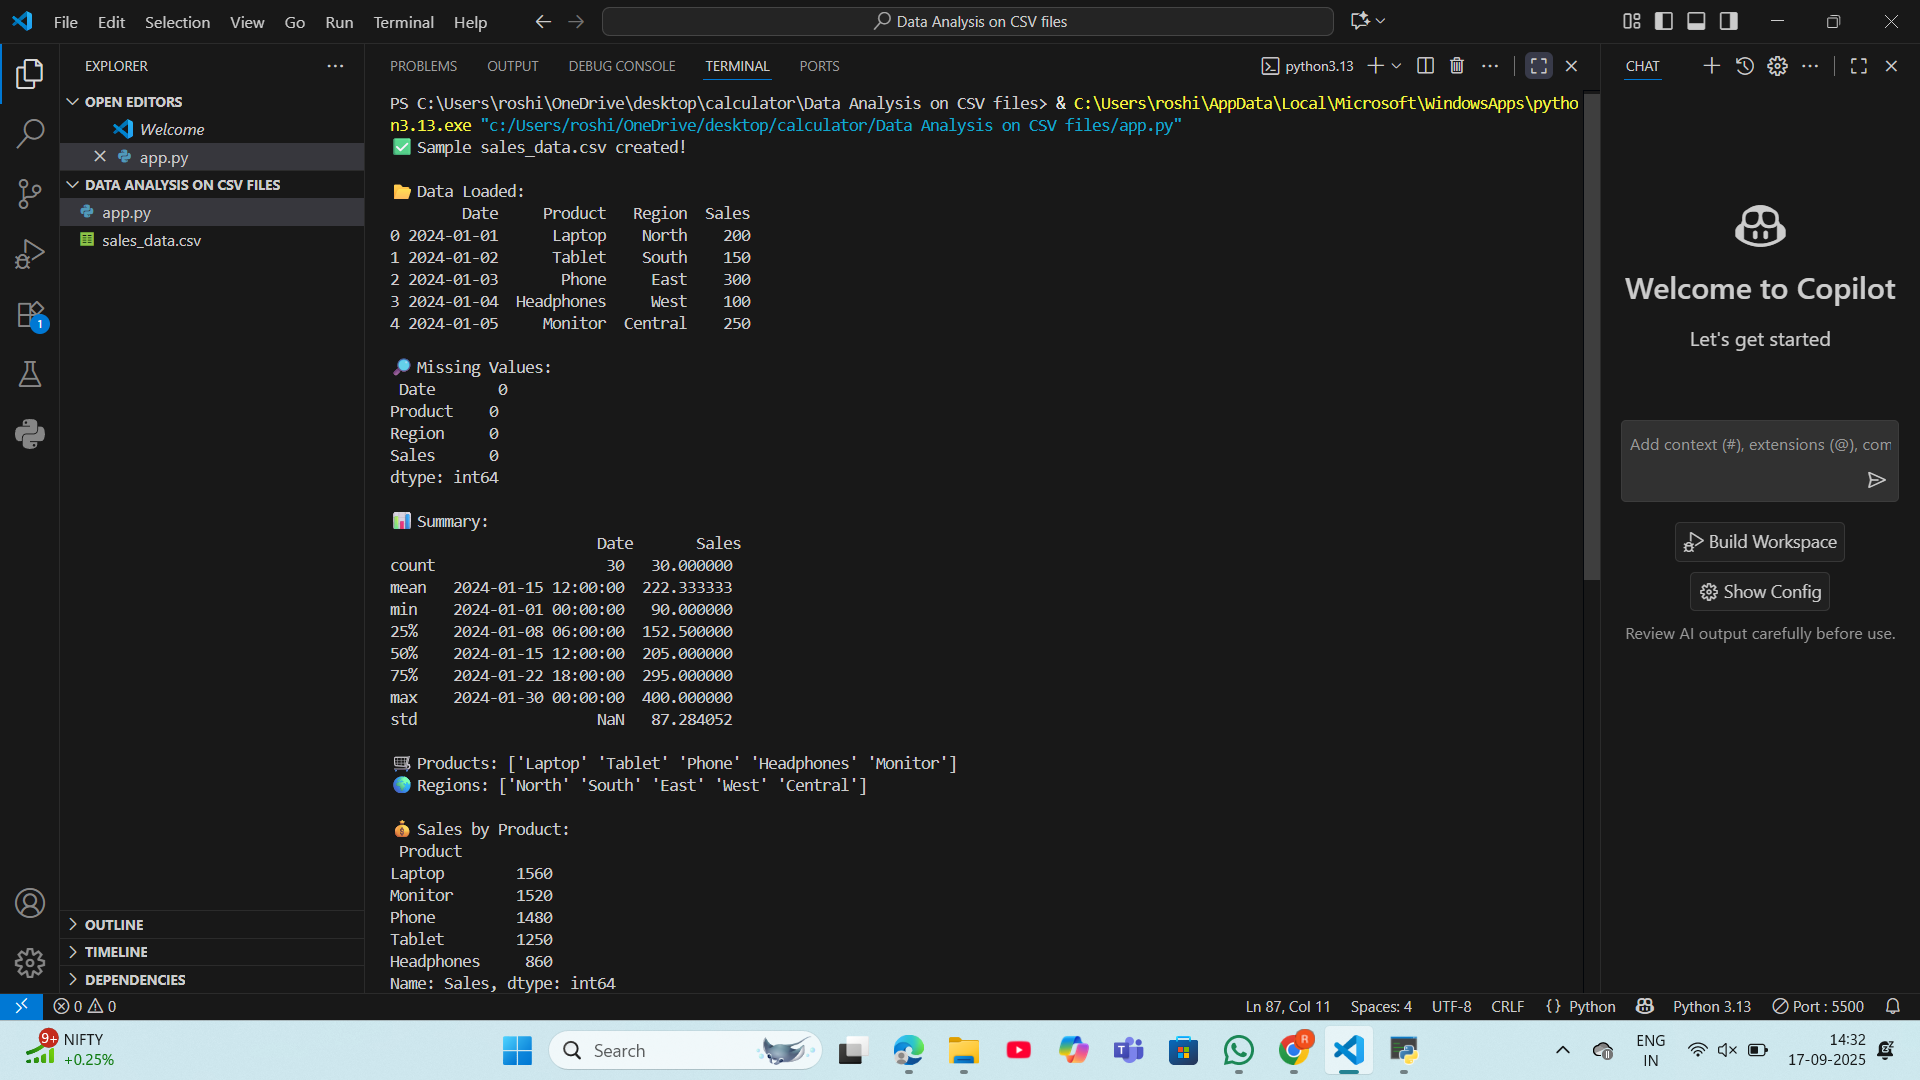 File Edit Selection View Go Run Terminal Help
Data Analysis on CSV files
EXPLORER
OPEN EDITORS
Welcome
app.py
DATA ANALYSIS ON CSV FILES
app.py
sales_data.csv
1
OUTLINE
TIMELINE
DEPENDENCIES
PROBLEMS OUTPUT DEBUG CONSOLE TERMINAL PORTS
python3.13
PS C:\Users\roshi\OneDrive\desktop\calculator\Data Analysis on CSV files> & C:\Users\roshi\AppData\Local\Microsoft\WindowsApps\pytho
n3.13.exe "c:/Users/roshi/OneDrive/desktop/calculator/Data Analysis on CSV files/app.py"
✅ Sample sales_data.csv created!
📂 Data Loaded:
Date Product Region Sales
0 2024-01-01 Laptop North 200
1 2024-01-02 Tablet South 150
2 2024-01-03 Phone East 300
3 2024-01-04 Headphones West 100
4 2024-01-05 Monitor Central 250
🔎 Missing Values:
Date 0
Product 0
Region 0
Sales 0
dtype: int64
📊 Summary:
Date Sales
count 30 30.000000
mean 2024-01-15 12:00:00 222.333333
min 2024-01-01 00:00:00 90.000000
25% 2024-01-08 06:00:00 152.500000
50% 2024-01-15 12:00:00 205.000000
75% 2024-01-22 18:00:00 295.000000
max 2024-01-30 00:00:00 400.000000
std NaN 87.284052
🛒 Products: ['Laptop' 'Tablet' 'Phone' 'Headphones' 'Monitor']
🌍 Regions: ['North' 'South' 'East' 'West' 'Central']
💰 Sales by Product:
Product
Laptop 1560
Monitor 1520
Phone 1480
Tablet 1250
Headphones 860
Name: Sales, dtype: int64
CHAT
Welcome to Copilot
Let's get started
Add context (#), extensions (@), com
Build Workspace
Show Config
Review AI output carefully before use.
0 0
Ln 87, Col 11 Spaces: 4 UTF-8 CRLF {} Python Python 3.13 Port : 5500
9+ NIFTY
+0.25%
Search
R
ENG
IN
14:32
17-09-2025